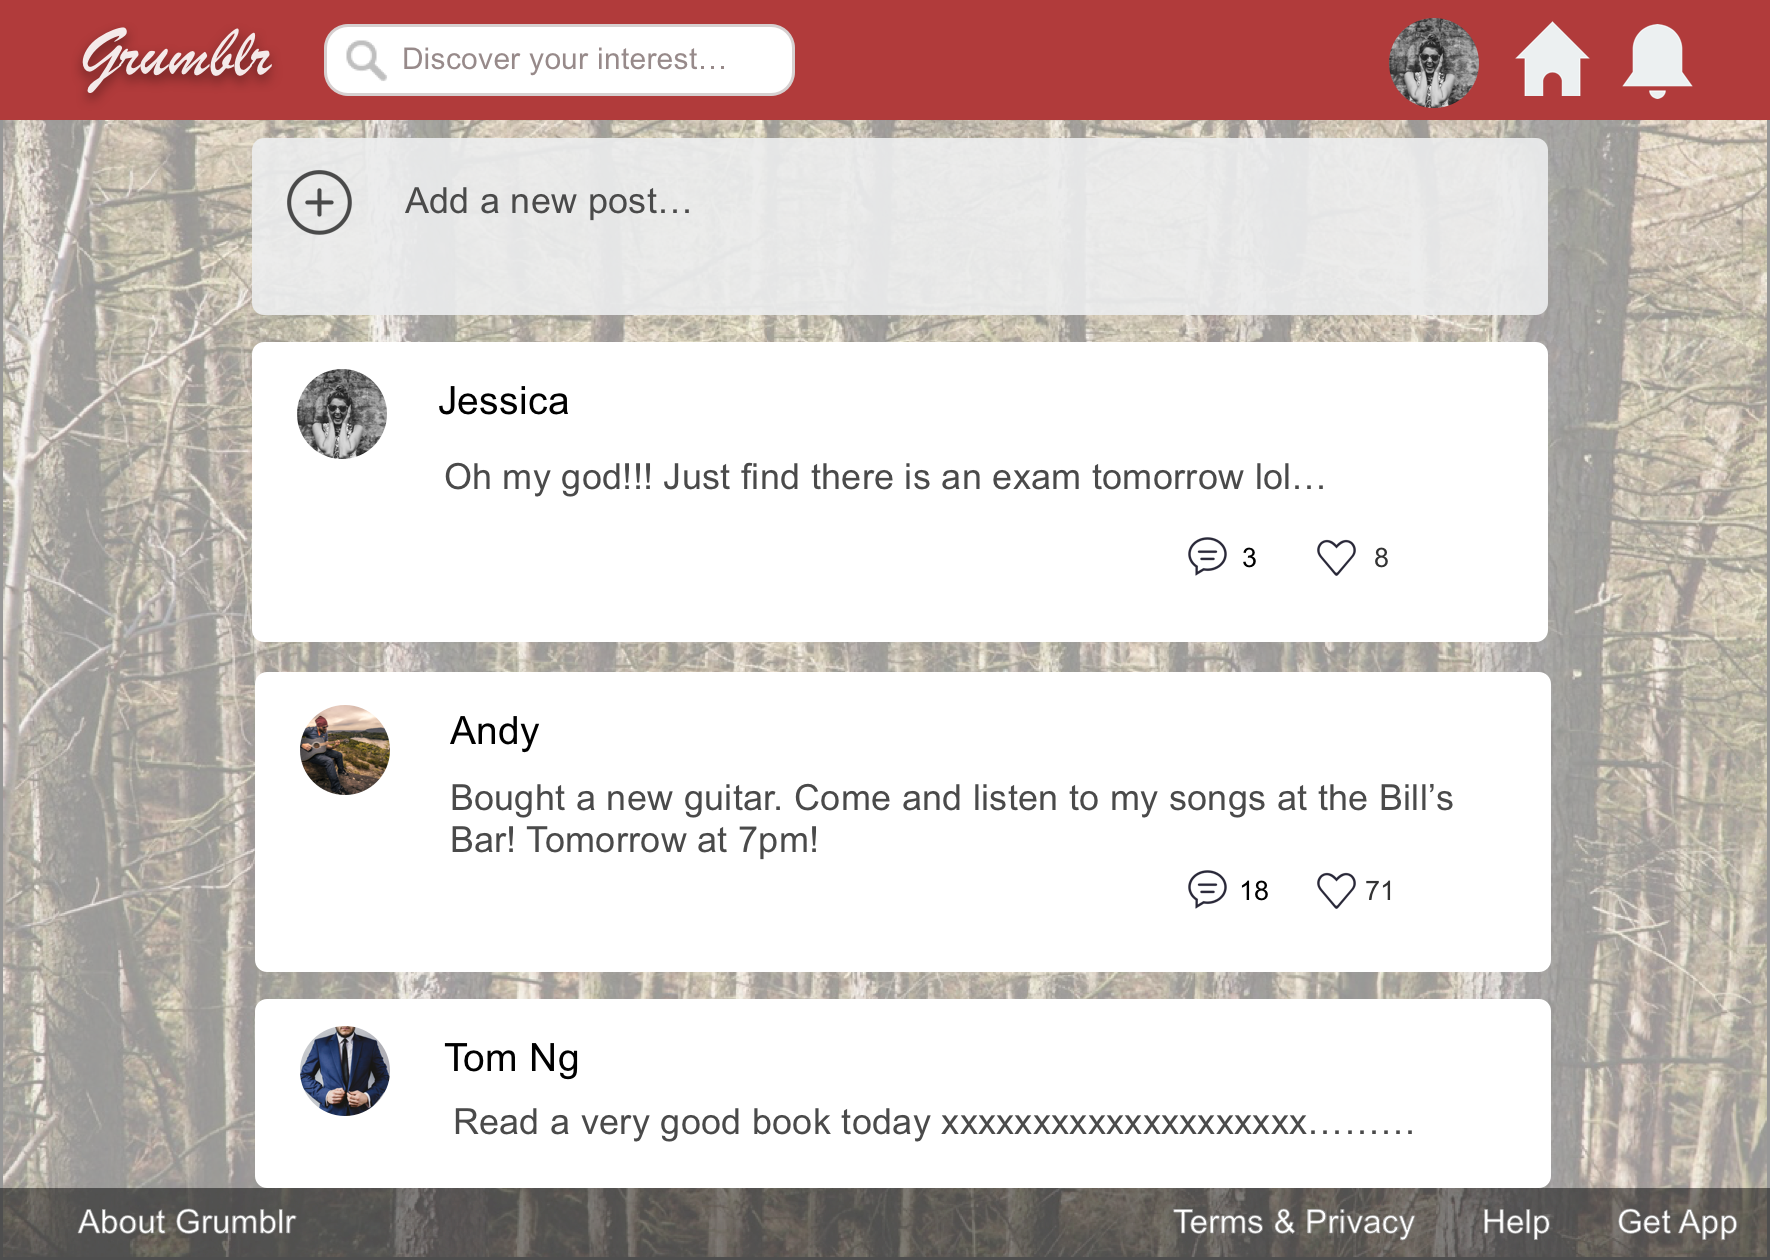 Grumblr
Discover your interest...
Add a new post...
Jessica
Oh my god!!! Just find there is an exam tomorrow lol...
3
8
Andy
Bought a new guitar. Come and listen to my songs at the Bill’s
Bar! Tomorrow at 7pm!
18
71
Tom Ng
Read a very good book today xxxxxxxxxxxxxxxxxxxx.........
About Grumblr
Terms & Privacy
Help
Get App